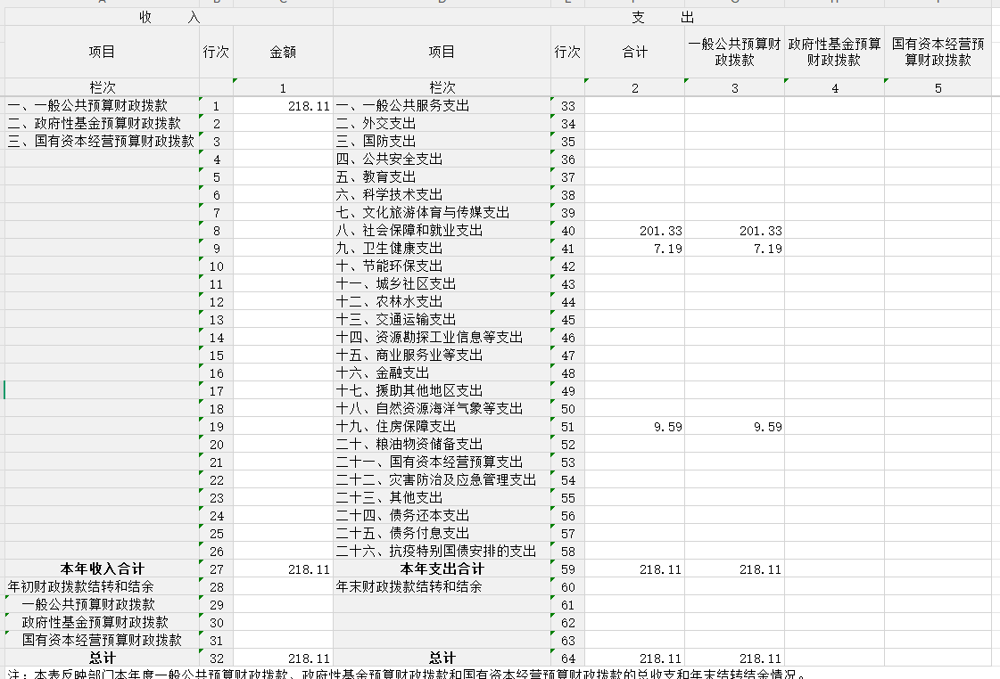 收 入 支 出
项目 行次 金额 项目 行次 合计 一般公共预算财政拨款 政府性基金预算财政拨款 国有资本经营预算财政拨款
栏次 1 栏次 2 3 4 5
一、一般公共预算财政拨款 1 218.11 一、一般公共服务支出 33
二、政府性基金预算财政拨款 2 二、外交支出 34
三、国有资本经营预算财政拨款 3 三、国防支出 35
4 四、公共安全支出 36
5 五、教育支出 37
6 六、科学技术支出 38
7 七、文化旅游体育与传媒支出 39
8 八、社会保障和就业支出 40 201.33 201.33
9 九、卫生健康支出 41 7.19 7.19
10 十、节能环保支出 42
11 十一、城乡社区支出 43
12 十二、农林水支出 44
13 十三、交通运输支出 45
14 十四、资源勘探工业信息等支出 46
15 十五、商业服务业等支出 47
16 十六、金融支出 48
17 十七、援助其他地区支出 49
18 十八、自然资源海洋气象等支出 50
19 十九、住房保障支出 51 9.59 9.59
20 二十、粮油物资储备支出 52
21 二十一、国有资本经营预算支出 53
22 二十二、灾害防治及应急管理支出 54
23 二十三、其他支出 55
24 二十四、债务还本支出 56
25 二十五、债务付息支出 57
26 二十六、抗疫特别国债安排的支出 58
本年收入合计 27 218.11 本年支出合计 59 218.11 218.11
年初财政拨款结转和结余 28 年末财政拨款结转和结余 60
一般公共预算财政拨款 29 61
政府性基金预算财政拨款 30 62
国有资本经营预算财政拨款 31 63
总计 32 218.11 总计 64 218.11 218.11
注：本表反映部门本年度一般公共预算财政拨款、政府性基金预算财政拨款和国有资本经营预算财政拨款的总收支和年末结转结余情况。